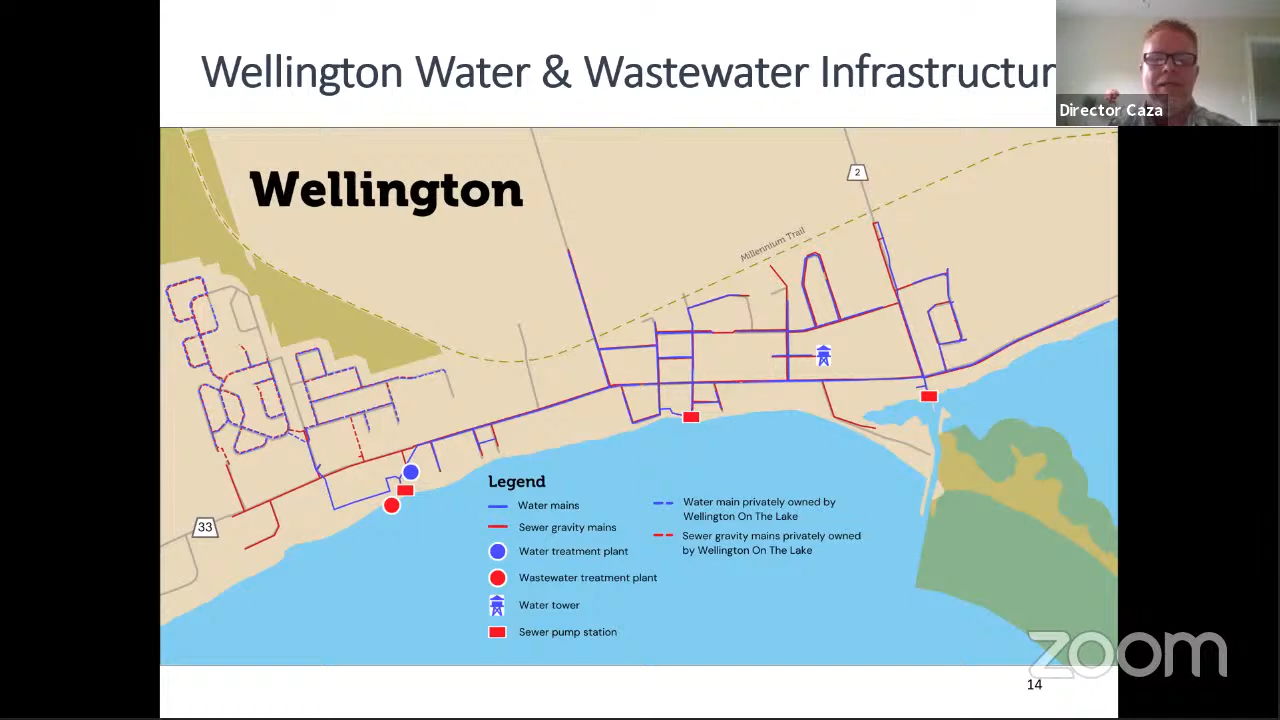 Wellington Water & Wastewater Infrastructur
Director Caza
Wellington
2
Millennium Trail
33
Legend
Water mains
Sewer gravity mains
Water treatment plant
Wastewater treatment plant
Water tower
Sewer pump station
Water main privately owned by
Wellington On The Lake
Sewer gravity mains privately owned
by Wellington On The Lake
zoom
14